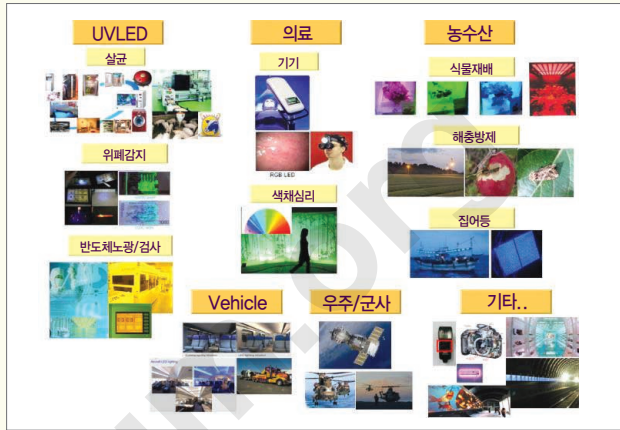 UVLED
의료
농수산
살균
기기
식물재배
RGB LED
위폐감지
해충방제
색채심리
반도체노광/검사
집어등
Vehicle
우주/군사
기타..